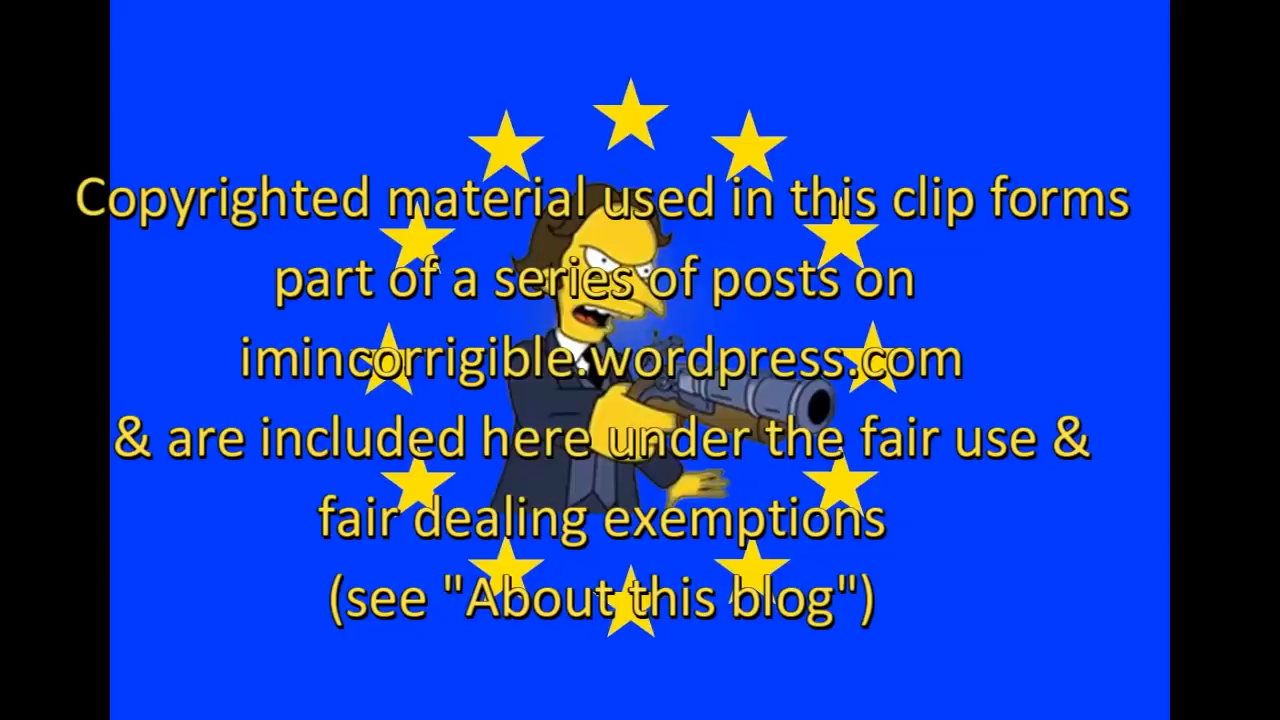 Copyrighted material used in this clip forms
part of a series of posts on
imincorrigible.wordpress.com
& are included here under the fair use &
fair dealing exemptions
(see "About this blog")